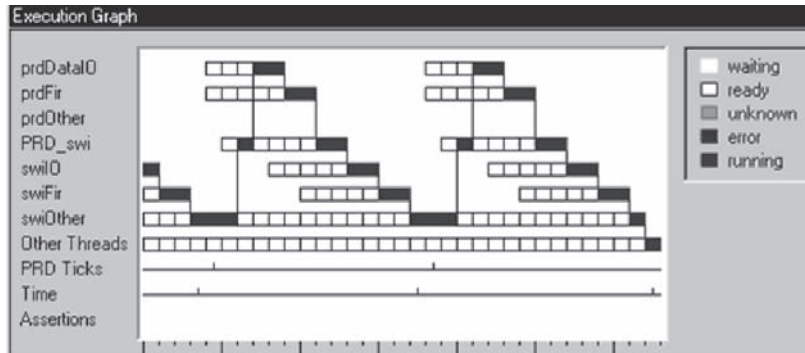 Execution Graph
prdDataIO
prdFir
prdOther
PRD_swi
swiIO
swiFir
swiOther
Other Threads
PRD Ticks
Time
Assertions
waiting
ready
unknown
error
running